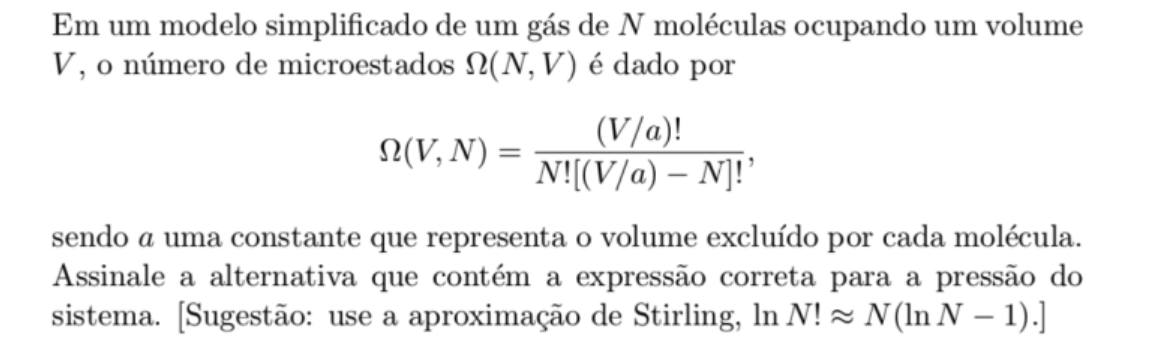 Em um modelo simplificado de um gás de N moléculas ocupando um volume
V, o número de microestados Ω(N, V) é dado por
Ω(V, N) = (V/a)! / N![(V/a) − N]!,
sendo a uma constante que representa o volume excluído por cada molécula.
Assinale a alternativa que contém a expressão correta para a pressão do
sistema. [Sugestão: use a aproximação de Stirling, ln N! ≈ N(ln N − 1).]